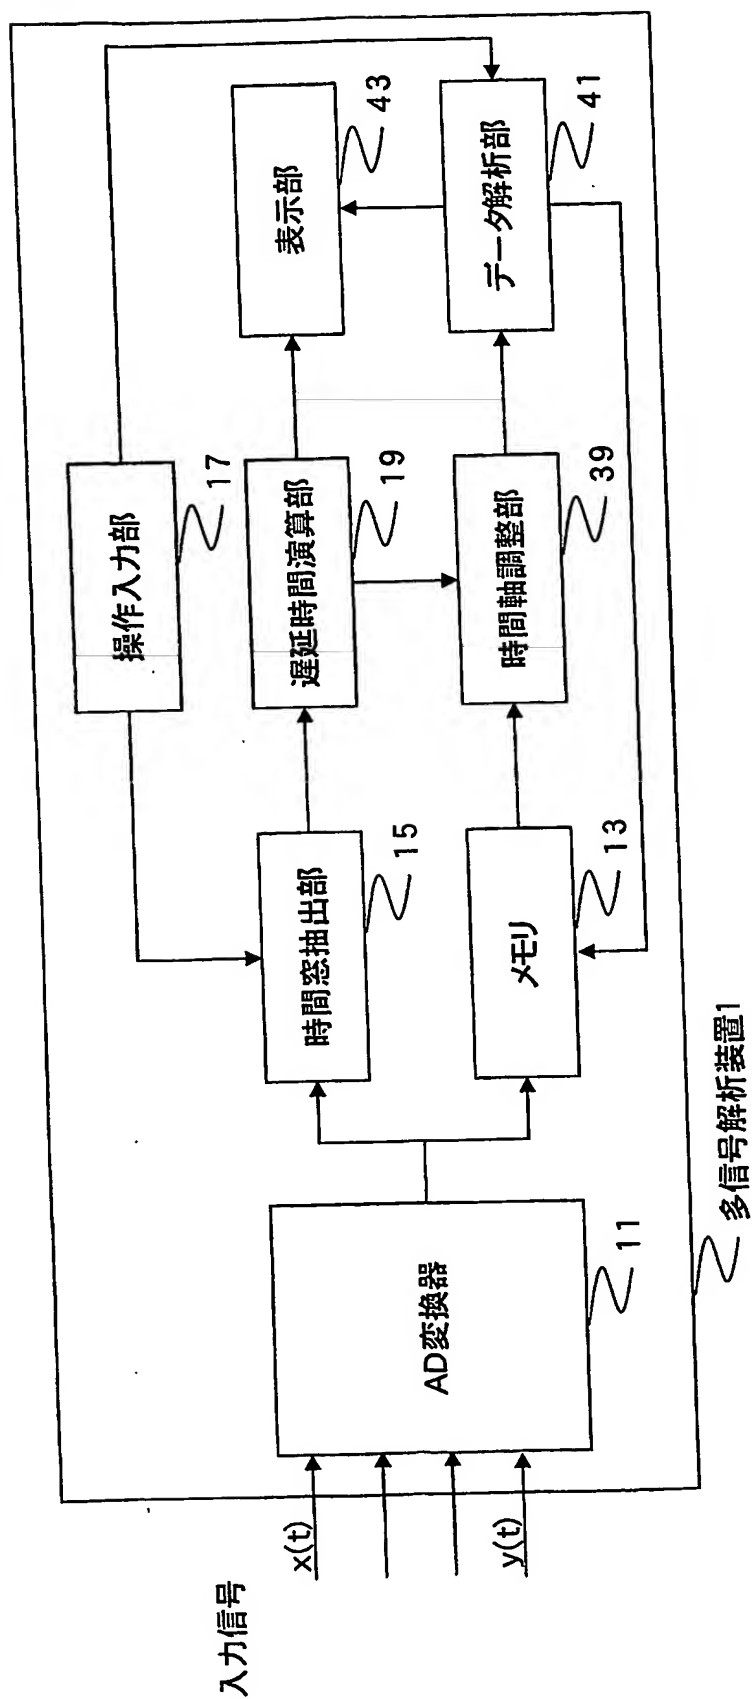 入力信号
x(t)
y(t)
AD変換器
11
時間窓抽出部
15
メモリ
13
操作入力部
17
遅延時間演算部
19
時間軸調整部
39
表示部
43
データ解析部
41
多信号解析装置1